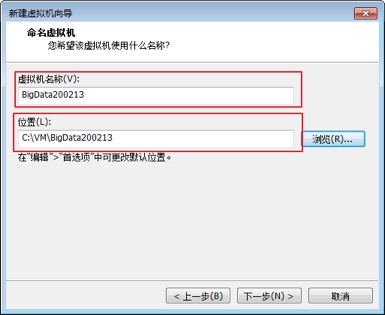 新建虚拟机向导
命名虚拟机
您希望该虚拟机使用什么名称?
虚拟机名称(V):
BigData200213
位置(L):
C:\VM\BigData200213
浏览(R)...
在"编辑">"首选项"中可更改默认位置。
< 上一步(B)
下一步(N) >
取消